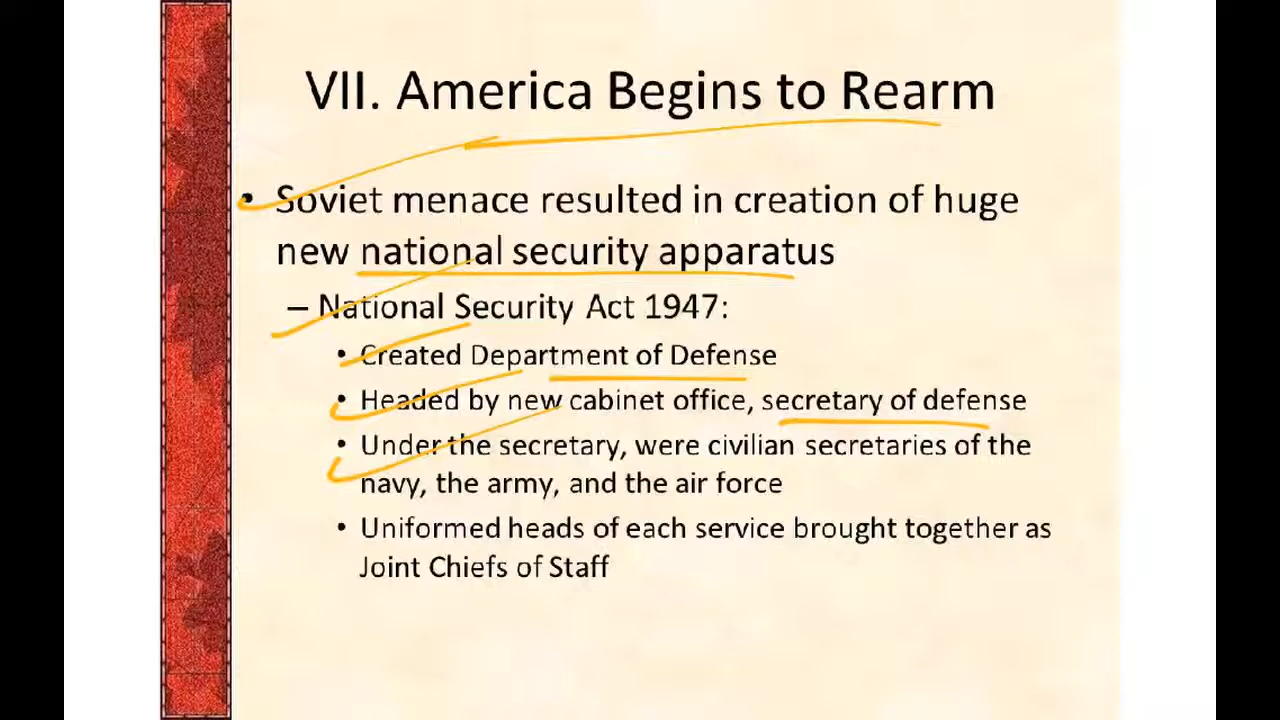 VII. America Begins to Rearm
• Soviet menace resulted in creation of huge
new national security apparatus
– National Security Act 1947:
• Created Department of Defense
• Headed by new cabinet office, secretary of defense
• Under the secretary, were civilian secretaries of the
navy, the army, and the air force
• Uniformed heads of each service brought together as
Joint Chiefs of Staff